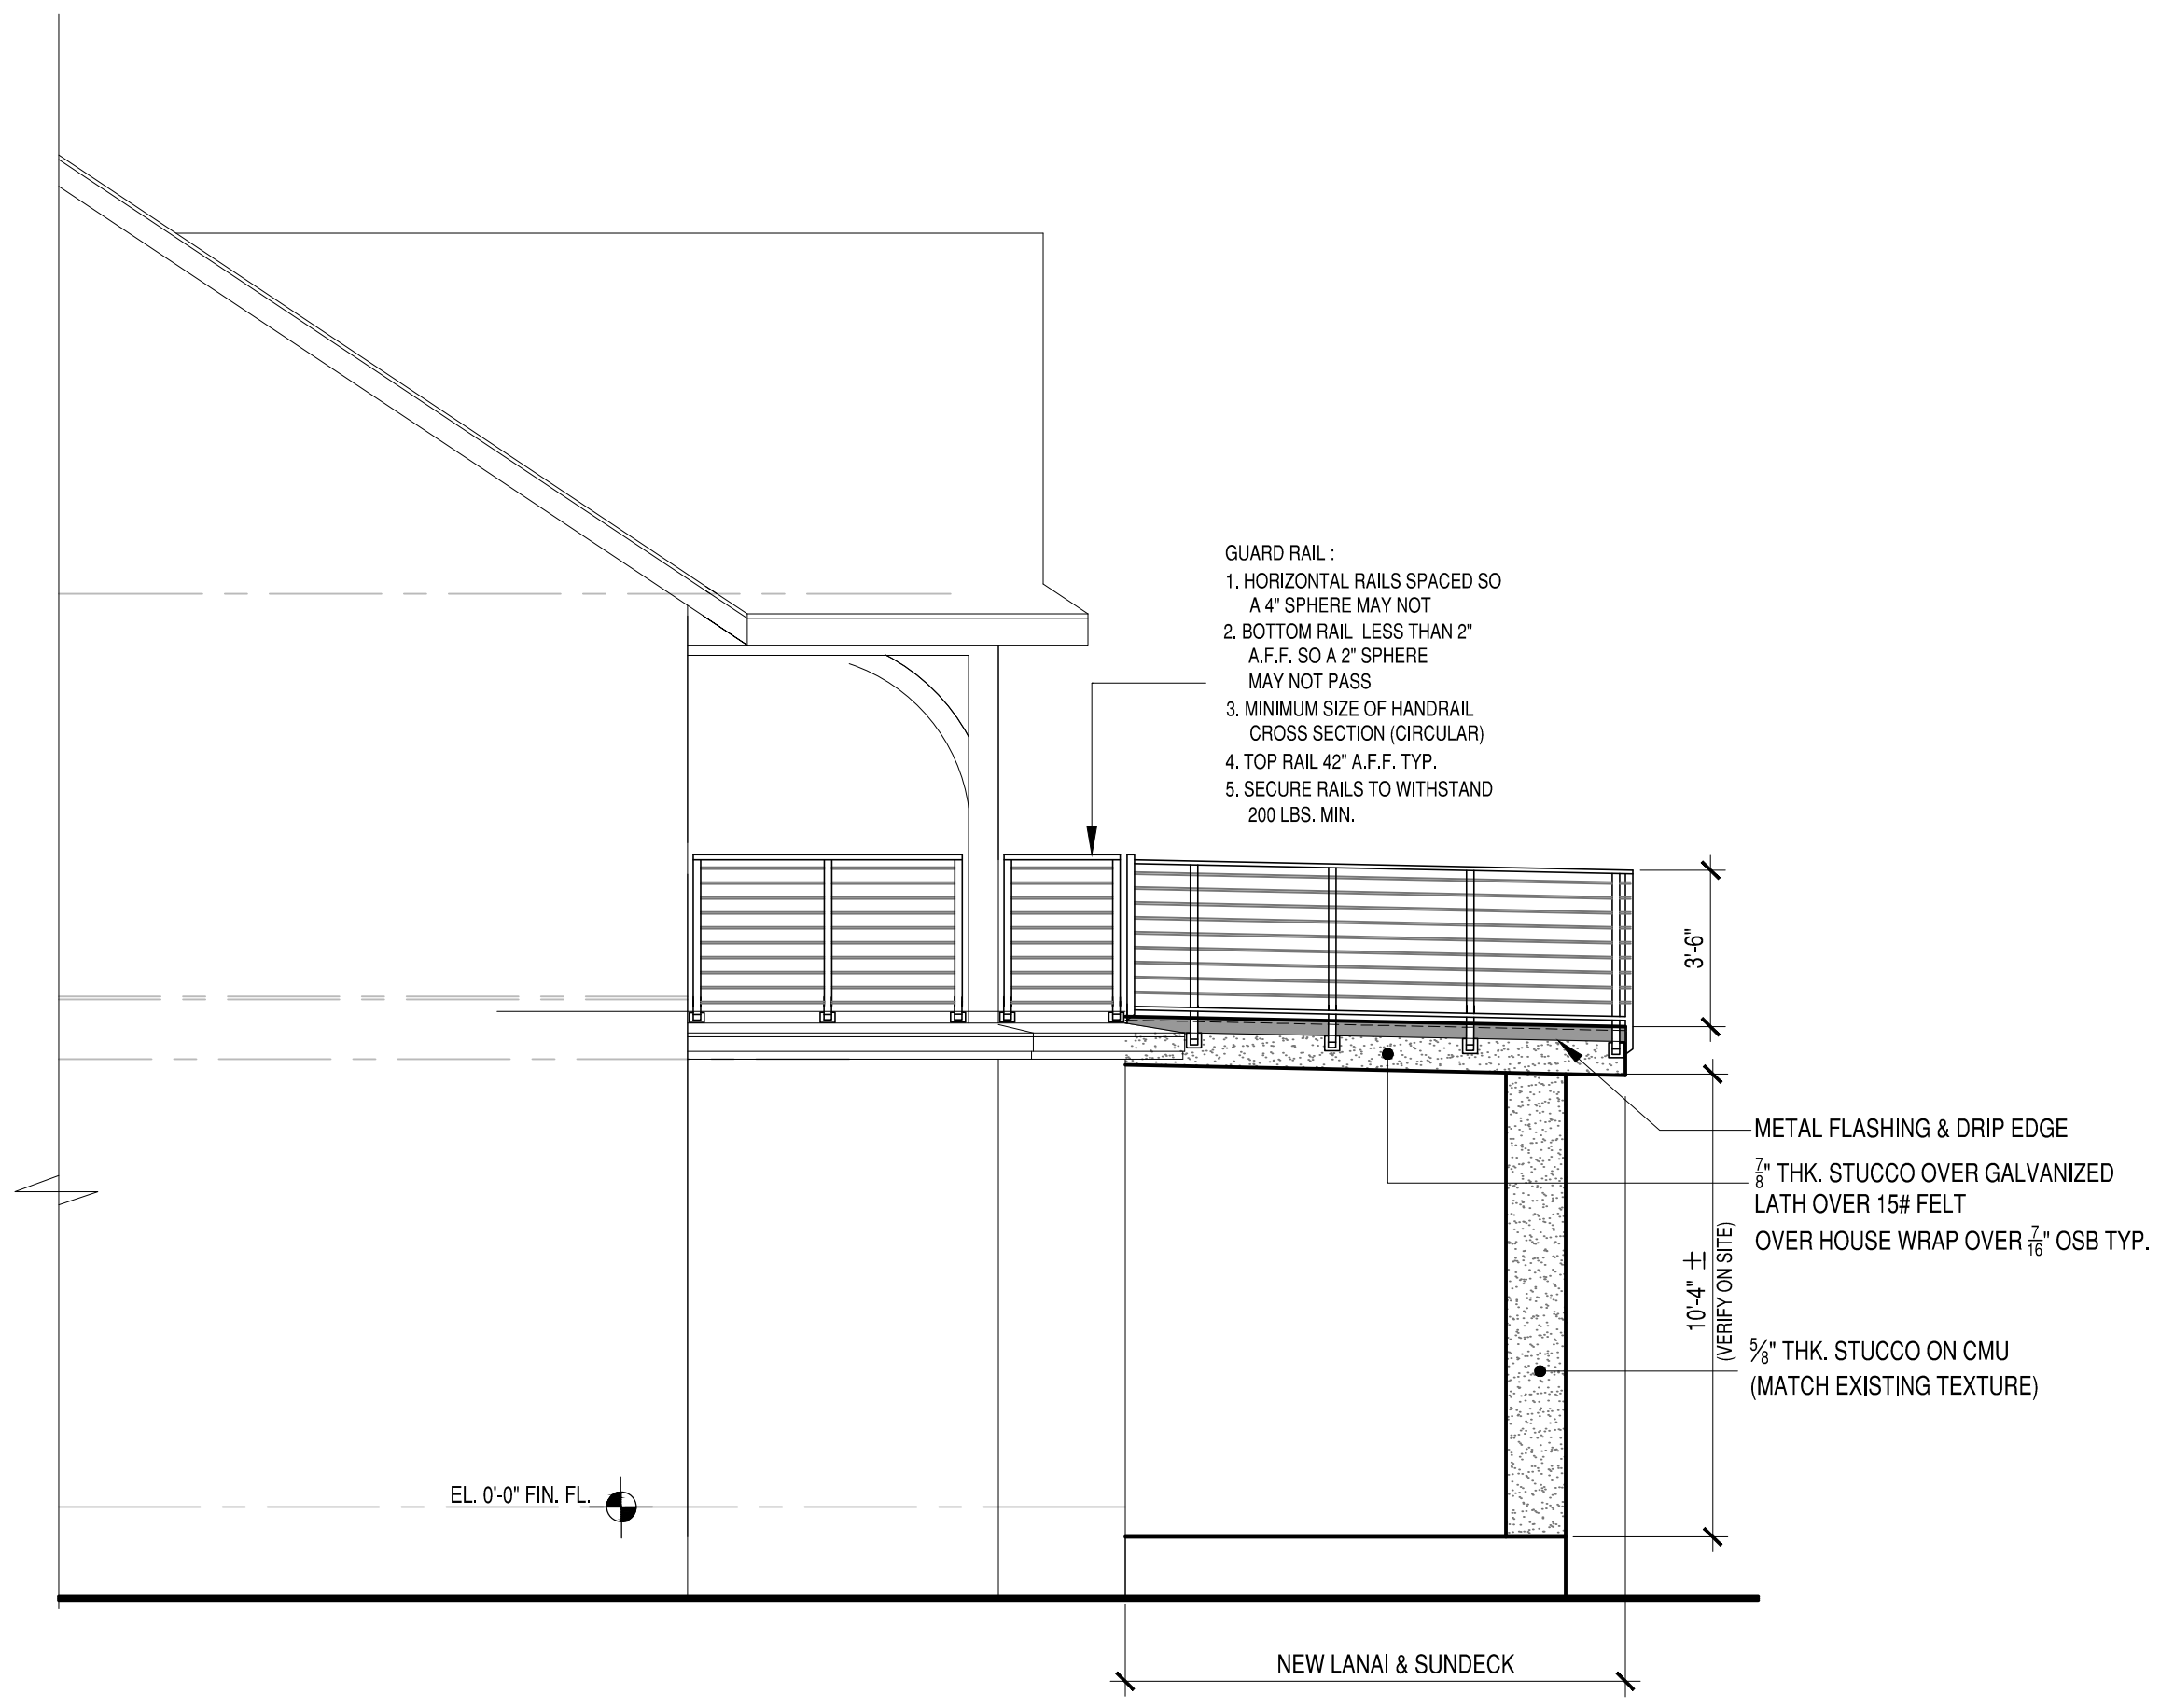 GUARD RAIL :
1. HORIZONTAL RAILS SPACED SO
A 4" SPHERE MAY NOT
2. BOTTOM RAIL LESS THAN 2"
A.F.F. SO A 2" SPHERE
MAY NOT PASS
3. MINIMUM SIZE OF HANDRAIL
CROSS SECTION (CIRCULAR)
4. TOP RAIL 42" A.F.F. TYP.
5. SECURE RAILS TO WITHSTAND
200 LBS. MIN.
3'-6"
METAL FLASHING & DRIP EDGE
7/8" THK. STUCCO OVER GALVANIZED
LATH OVER 15# FELT
OVER HOUSE WRAP OVER 7/16" OSB TYP.
10'-4" ±
(VERIFY ON SITE)
5/8" THK. STUCCO ON CMU
(MATCH EXISTING TEXTURE)
EL. 0'-0" FIN. FL.
NEW LANAI & SUNDECK